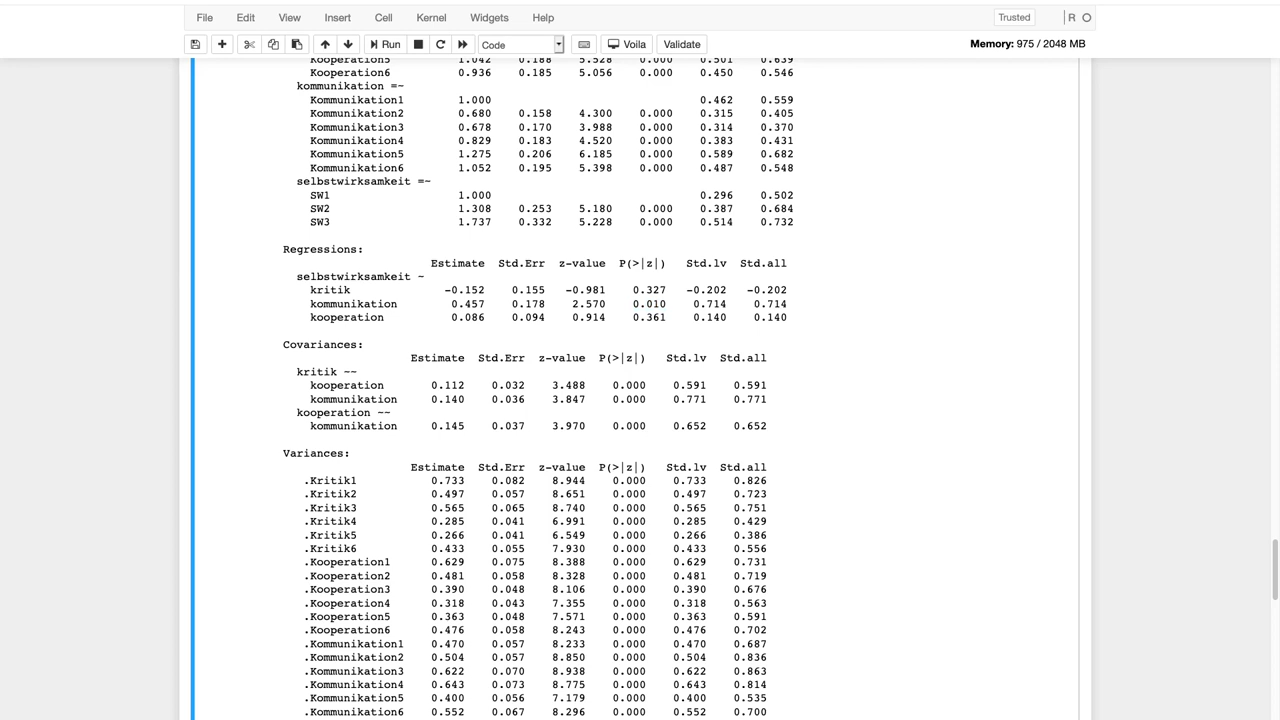 File Edit View Insert Cell Kernel Widgets Help Trusted R
Run Code Voila Validate Memory: 975 / 2048 MB
Kooperation5 1.042 0.188 5.528 0.000 0.501 0.639
Kooperation6 0.936 0.185 5.056 0.000 0.450 0.546
kommunikation =~
Kommunikation1 1.000 0.462 0.559
Kommunikation2 0.680 0.158 4.300 0.000 0.315 0.405
Kommunikation3 0.678 0.170 3.988 0.000 0.314 0.370
Kommunikation4 0.829 0.183 4.520 0.000 0.383 0.431
Kommunikation5 1.275 0.206 6.185 0.000 0.589 0.682
Kommunikation6 1.052 0.195 5.398 0.000 0.487 0.548
selbstwirksamkeit =~
SW1 1.000 0.296 0.502
SW2 1.308 0.253 5.180 0.000 0.387 0.684
SW3 1.737 0.332 5.228 0.000 0.514 0.732
Regressions:
Estimate Std.Err z-value P(>|z|) Std.lv Std.all
selbstwirksamkeit ~
kritik -0.152 0.155 -0.981 0.327 -0.202 -0.202
kommunikation 0.457 0.178 2.570 0.010 0.714 0.714
kooperation 0.086 0.094 0.914 0.361 0.140 0.140
Covariances:
Estimate Std.Err z-value P(>|z|) Std.lv Std.all
kritik ~~
kooperation 0.112 0.032 3.488 0.000 0.591 0.591
kommunikation 0.140 0.036 3.847 0.000 0.771 0.771
kooperation ~~
kommunikation 0.145 0.037 3.970 0.000 0.652 0.652
Variances:
Estimate Std.Err z-value P(>|z|) Std.lv Std.all
.Kritik1 0.733 0.082 8.944 0.000 0.733 0.826
.Kritik2 0.497 0.057 8.651 0.000 0.497 0.723
.Kritik3 0.565 0.065 8.740 0.000 0.565 0.751
.Kritik4 0.285 0.041 6.991 0.000 0.285 0.429
.Kritik5 0.266 0.041 6.549 0.000 0.266 0.386
.Kritik6 0.433 0.055 7.930 0.000 0.433 0.556
.Kooperation1 0.629 0.075 8.388 0.000 0.629 0.731
.Kooperation2 0.481 0.058 8.328 0.000 0.481 0.719
.Kooperation3 0.390 0.048 8.106 0.000 0.390 0.676
.Kooperation4 0.318 0.043 7.355 0.000 0.318 0.563
.Kooperation5 0.363 0.048 7.571 0.000 0.363 0.591
.Kooperation6 0.476 0.058 8.243 0.000 0.476 0.702
.Kommunikation1 0.470 0.057 8.233 0.000 0.470 0.687
.Kommunikation2 0.504 0.057 8.850 0.000 0.504 0.836
.Kommunikation3 0.622 0.070 8.938 0.000 0.622 0.863
.Kommunikation4 0.643 0.073 8.775 0.000 0.643 0.814
.Kommunikation5 0.400 0.056 7.179 0.000 0.400 0.535
.Kommunikation6 0.552 0.067 8.296 0.000 0.552 0.700